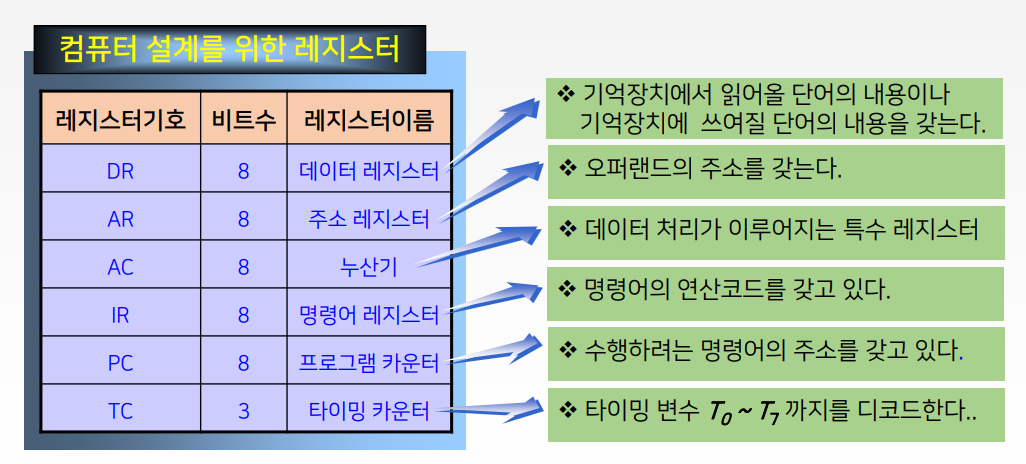 컴퓨터 설계를 위한 레지스터
레지스터기호 비트수 레지스터이름
DR 8 데이터 레지스터
AR 8 주소 레지스터
AC 8 누산기
IR 8 명령어 레지스터
PC 8 프로그램 카운터
TC 3 타이밍 카운터
❖ 기억장치에서 읽어올 단어의 내용이나
기억장치에 쓰여질 단어의 내용을 갖는다.
❖ 오퍼랜드의 주소를 갖는다.
❖ 데이터 처리가 이루어지는 특수 레지스터
❖ 명령어의 연산코드를 갖고 있다.
❖ 수행하려는 명령어의 주소를 갖고 있다.
❖ 타이밍 변수 T₀ ~ T₇ 까지를 디코드한다..